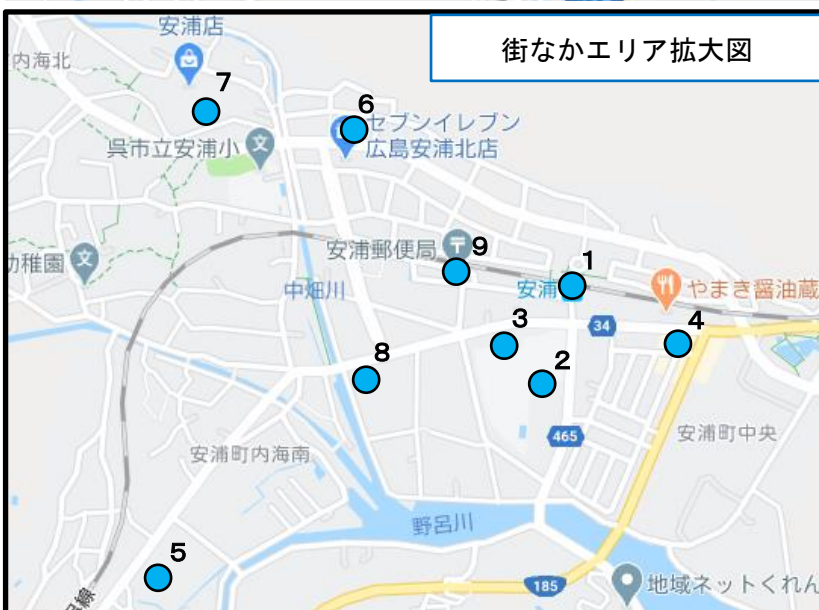 街なかエリア拡大図
安浦店
内海北
7
6
セブンイレブン
広島安浦北店
呉市立安浦小
文
幼稚園
文
安浦郵便局
〒
9
中畑川
1
安浦
やまき醤油蔵
3
34
4
8
2
465
安浦町中央
安浦町内海南
野呂川
5
185
地域ネットくれん